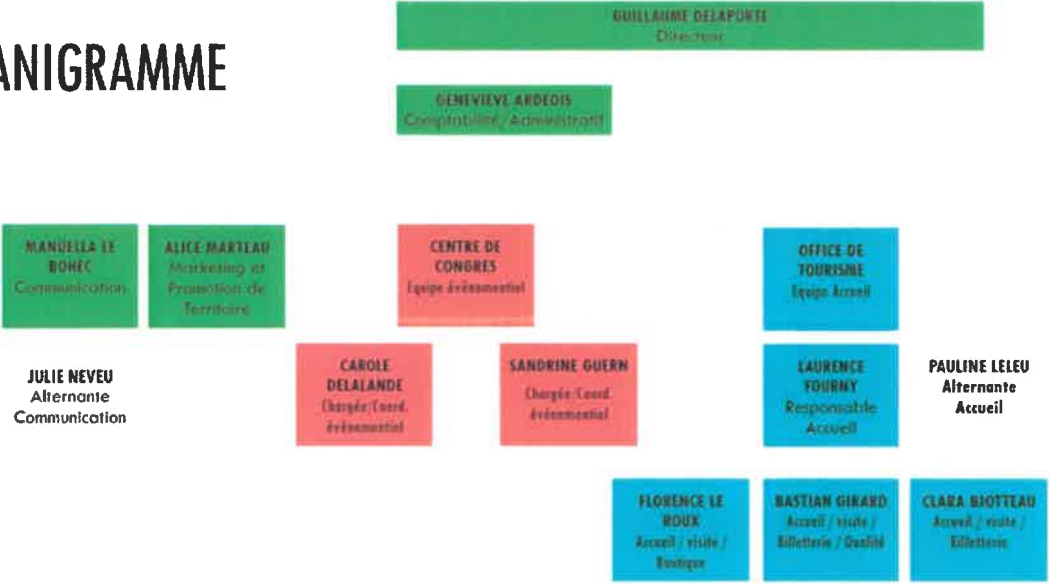 ANIGRAMME
GUILLAUME DELAPORTE
Directeur
GENEVIEVE ARDEOIS
Comptabilité/Administratif
MANUELLA LE
BOHEC
Communication
ALICE MARTEAU
Marketing et
Promotion de
Territoire
CENTRE DE
CONGRES
Equipe évènementiel
OFFICE DE
TOURISME
Equipe Accueil
JULIE NEVEU
Alternante
Communication
CAROLE
DELALANDE
Chargée/Coord.
évènementiel
SANDRINE GUERN
Chargée/Coord.
évènementiel
LAURENCE
FOURNY
Responsable
Accueil
PAULINE LELEU
Alternante
Accueil
FLORENCE LE
ROUX
Accueil / visite /
Boutique
BASTIAN GIRARD
Accueil / visite /
Billetterie / Qualité
CLARA BIOTTEAU
Accueil / visite /
Billetterie